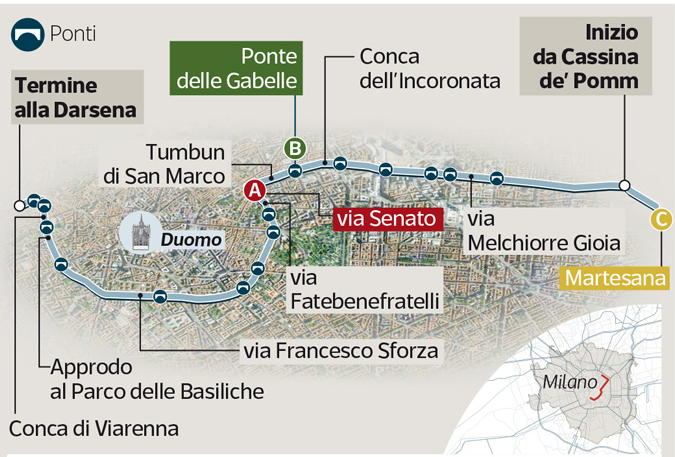 Ponti
Termine
alla Darsena
Ponte
delle Gabelle
Conca
dell'Incoronata
Inizio
da Cassina
de' Pomm
Tumbun
di San Marco
B
A
via Senato
via
Melchiorre Gioia
C
Martesana
Duomo
via
Fatebenefratelli
via Francesco Sforza
Approdo
al Parco delle Basiliche
Conca di Viarenna
Milano